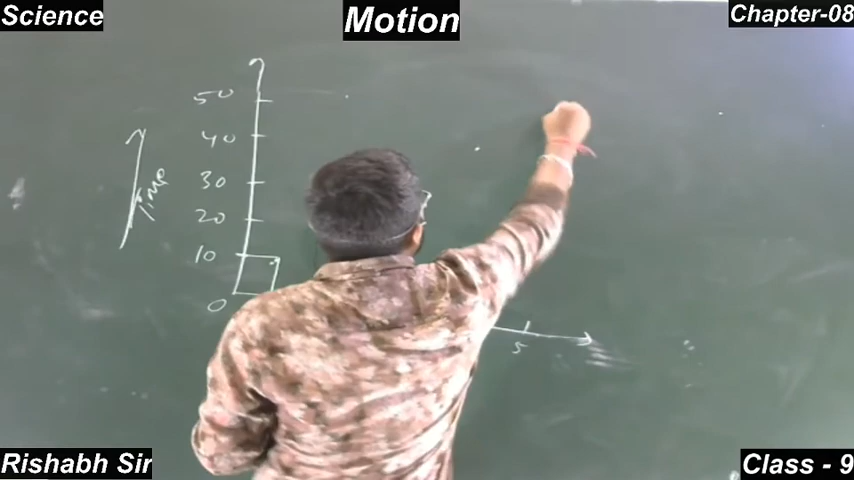 Science
Motion
Chapter-08
50
40
30
20
10
0
Time
5
Rishabh Sir
Class - 9